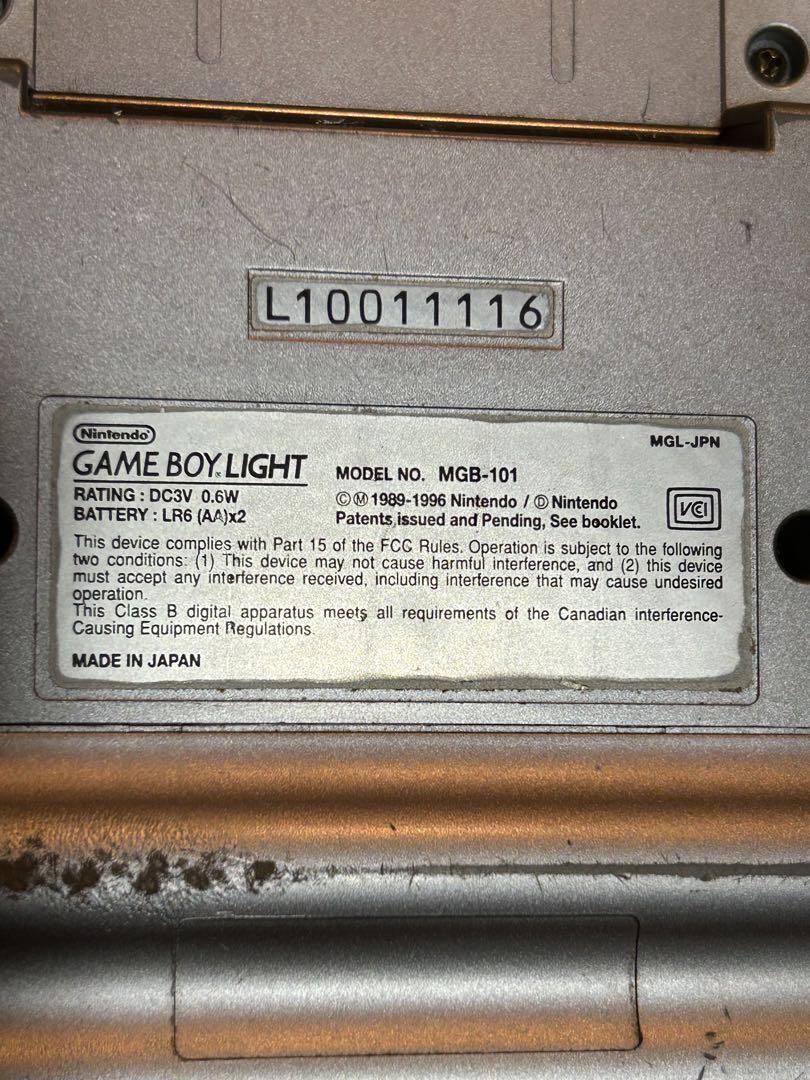 L10011116
Nintendo
GAME BOY LIGHT
MGL-JPN
MODEL NO. MGB-101
RATING : DC3V 0.6W
BATTERY : LR6 (AA)x2
©Ⓜ 1989-1996 Nintendo / Ⓓ Nintendo
Patents issued and Pending, See booklet.
VCI
This device complies with Part 15 of the FCC Rules. Operation is subject to the following
two conditions: (1) This device may not cause harmful interference, and (2) this device
must accept any interference received, including interference that may cause undesired
operation.
This Class B digital apparatus meets all requirements of the Canadian interference-
Causing Equipment Regulations.
MADE IN JAPAN